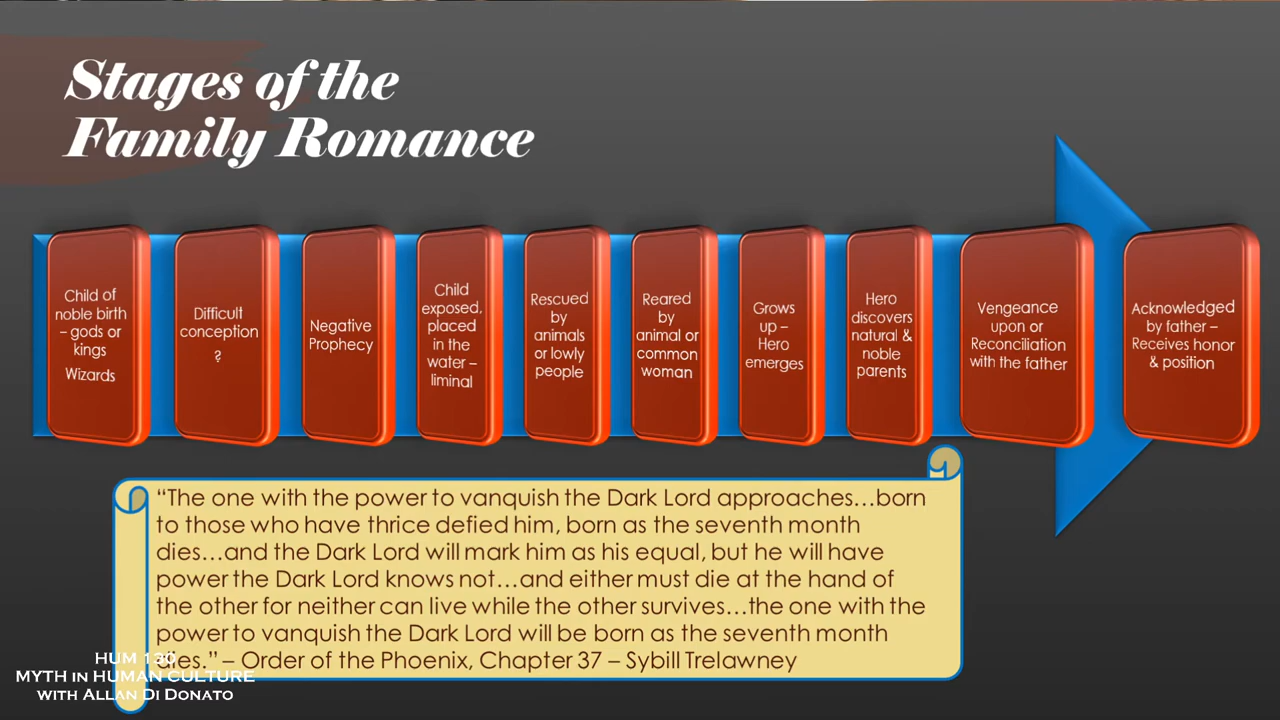 Stages of the
Family Romance
Child of
noble birth
– gods or
kings
Wizards
Difficult
conception
?
Negative
Prophecy
Child
exposed,
placed
in the
water –
liminal
Rescued
by
animals
or lowly
people
Reared
by
animal or
common
woman
Grows
up –
Hero
emerges
Hero
discovers
natural &
noble
parents
Vengeance
upon or
Reconciliation
with the father
Acknowledged
by father –
Receives honor
& position
“The one with the power to vanquish the Dark Lord approaches…born
to those who have thrice defied him, born as the seventh month
dies…and the Dark Lord will mark him as his equal, but he will have
power the Dark Lord knows not…and either must die at the hand of
the other for neither can live while the other survives…the one with the
power to vanquish the Dark Lord will be born as the seventh month
dies.” – Order of the Phoenix, Chapter 37 – Sybill Trelawney
HUM 130
MYTH in HUMAN CULTURE
WITH ALLAN DI DONATO